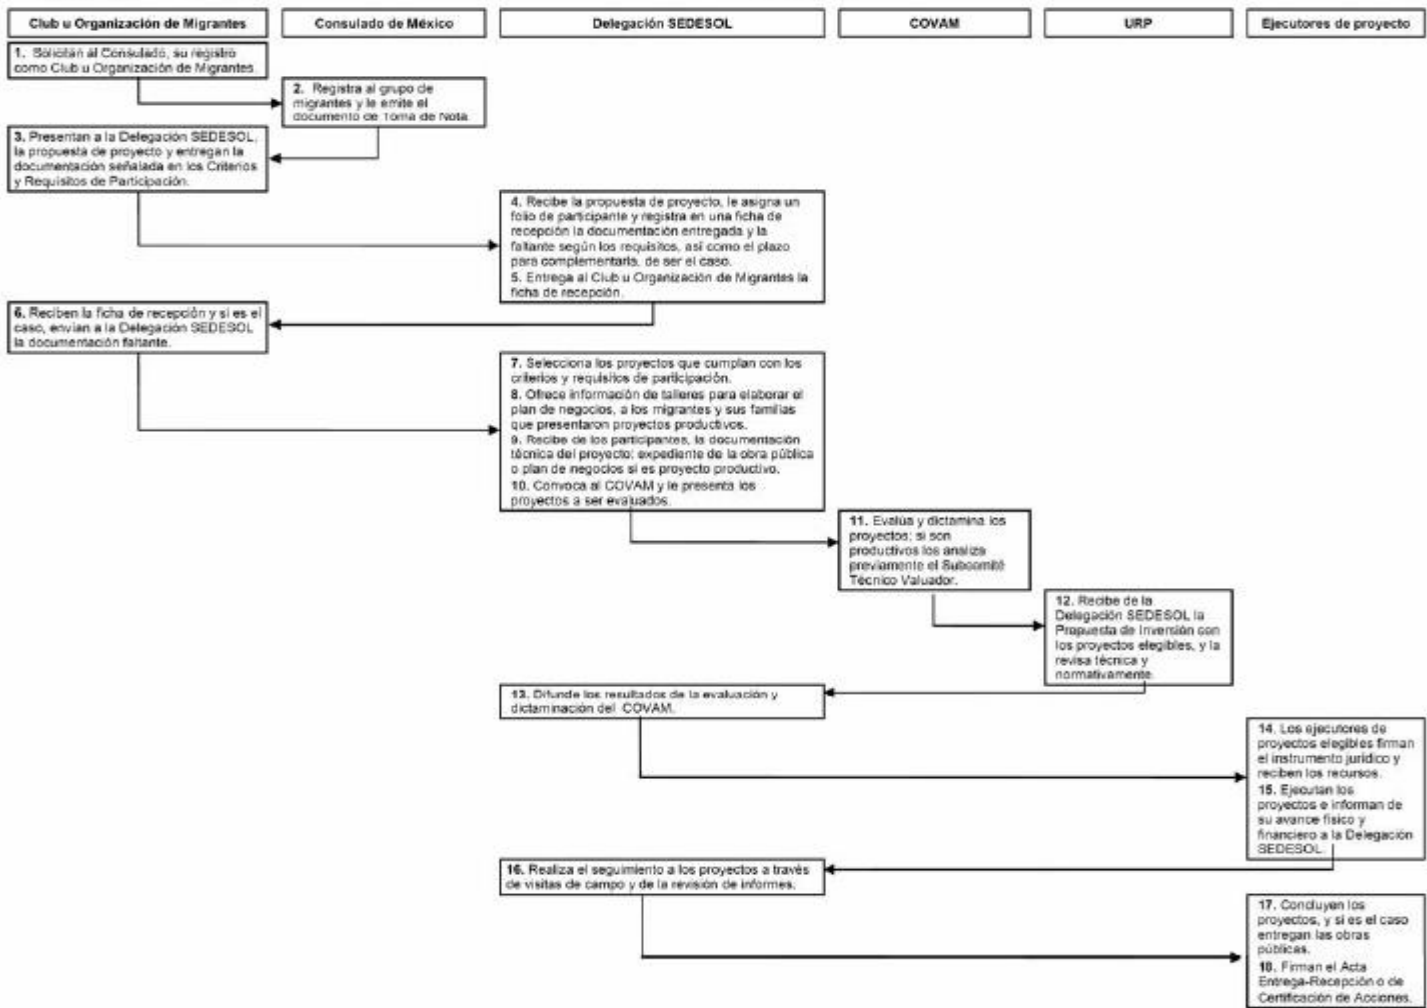 Club u Organización de Migrantes
Consulado de México
Delegación SEDESOL
COVAM
URP
Ejecutores de proyecto
1. Solicitan al Consulado, su registro
como Club u Organización de Migrantes.
2. Registra al grupo de
migrantes y le emite el
documento de Toma de Nota.
3. Presentan a la Delegación SEDESOL,
la propuesta de proyecto y entregan la
documentación señalada en los Criterios
y Requisitos de Participación.
4. Recibe la propuesta de proyecto, le asigna un
folio de participante y registra en una ficha de
recepción la documentación entregada y la
faltante según los requisitos, así como el plazo
para complementarla, de ser el caso.
5. Entrega al Club u Organización de Migrantes la
ficha de recepción.
6. Reciben la ficha de recepción y si es el
caso, envían a la Delegación SEDESOL
la documentación faltante.
7. Selecciona los proyectos que cumplan con los
criterios y requisitos de participación.
8. Ofrece información de talleres para elaborar el
plan de negocios, a los migrantes y sus familias
que presentaron proyectos productivos.
9. Recibe de los participantes, la documentación
técnica del proyecto; expediente de la obra pública
o plan de negocios si es proyecto productivo.
10. Convoca al COVAM y le presenta los
proyectos a ser evaluados.
11. Evalúa y dictamina los
proyectos; si son
productivos los analiza
previamente el Subcomité
Técnico Valuador.
12. Recibe de la
Delegación SEDESOL la
Propuesta de Inversión con
los proyectos elegibles, y la
revisa técnica y
normativamente.
13. Difunde los resultados de la evaluación y
dictaminación del COVAM.
14. Los ejecutores de
proyectos elegibles firman
el instrumento jurídico y
reciben los recursos.
15. Ejecutan los
proyectos e informan de
su avance físico y
financiero a la Delegación
SEDESOL.
16. Realiza el seguimiento a los proyectos a través
de visitas de campo y de la revisión de informes.
17. Concluyen los
proyectos, y si es el caso
entregan las obras
públicas.
18. Firman el Acta
Entrega-Recepción o de
Certificación de Acciones.